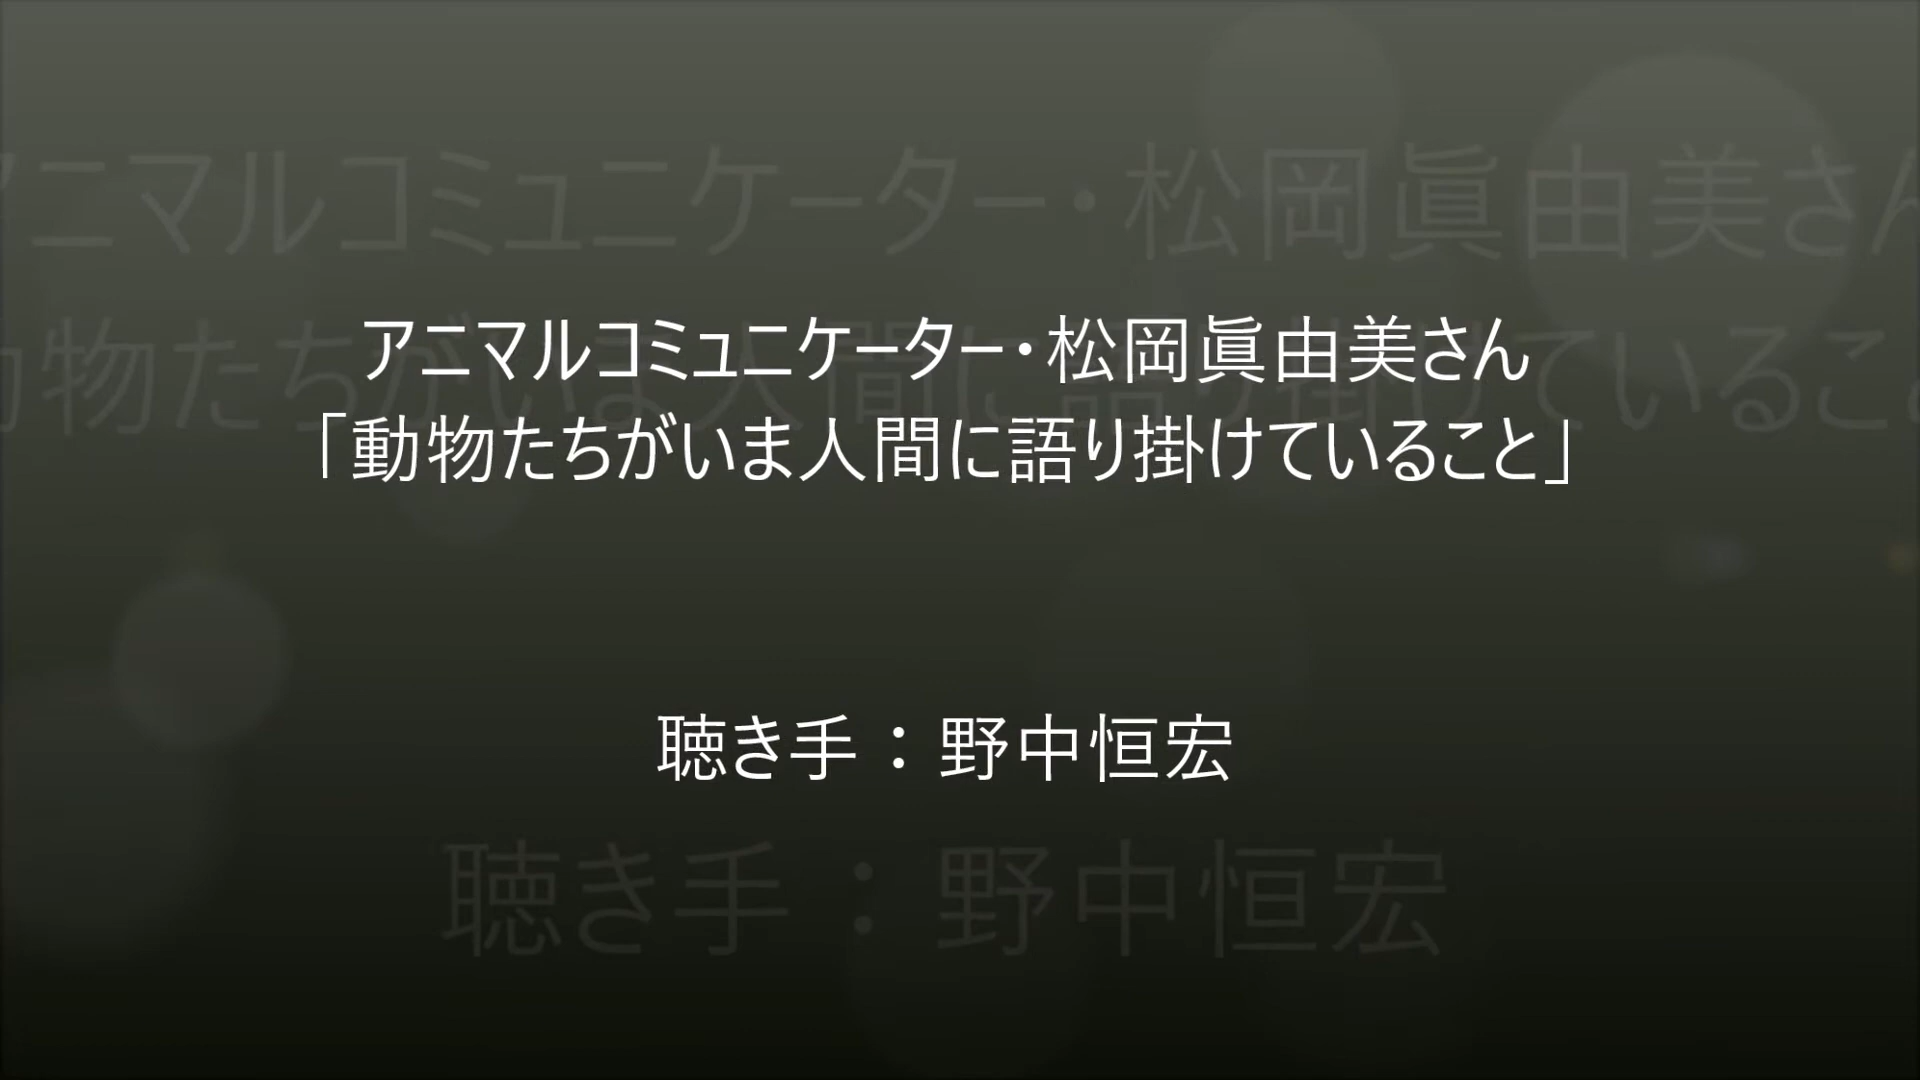 アニマルコミュニケーター・松岡眞由美さん
「動物たちがいま人間に語り掛けていること」
聴き手：野中恒宏